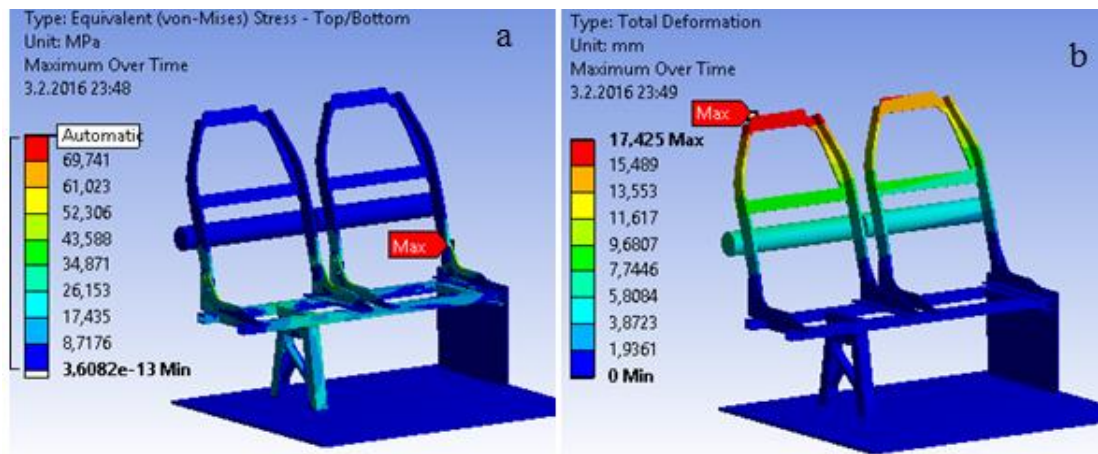 Type: Equivalent (von-Mises) Stress - Top/Bottom
Unit: MPa
Maximum Over Time
3.2.2016 23:48
a
Automatic
69,741
61,023
52,306
43,588
34,871
26,153
17,435
8,7176
3,6082e-13 Min
Max
Type: Total Deformation
Unit: mm
Maximum Over Time
3.2.2016 23:49
b
Max
17,425 Max
15,489
13,553
11,617
9,6807
7,7446
5,8084
3,8723
1,9361
0 Min